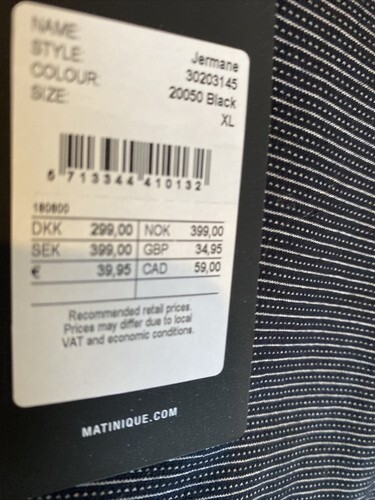 NAME: Jermane
STYLE: 30203145
COLOUR: 20050 Black
SIZE: XL
5 713344 410132
180800
DKK 299,00 NOK 399,00
SEK 399,00 GBP 34,95
€ 39,95 CAD 59,00
Recommended retail prices.
Prices may differ due to local
VAT and economic conditions.
MATINIQUE.COM